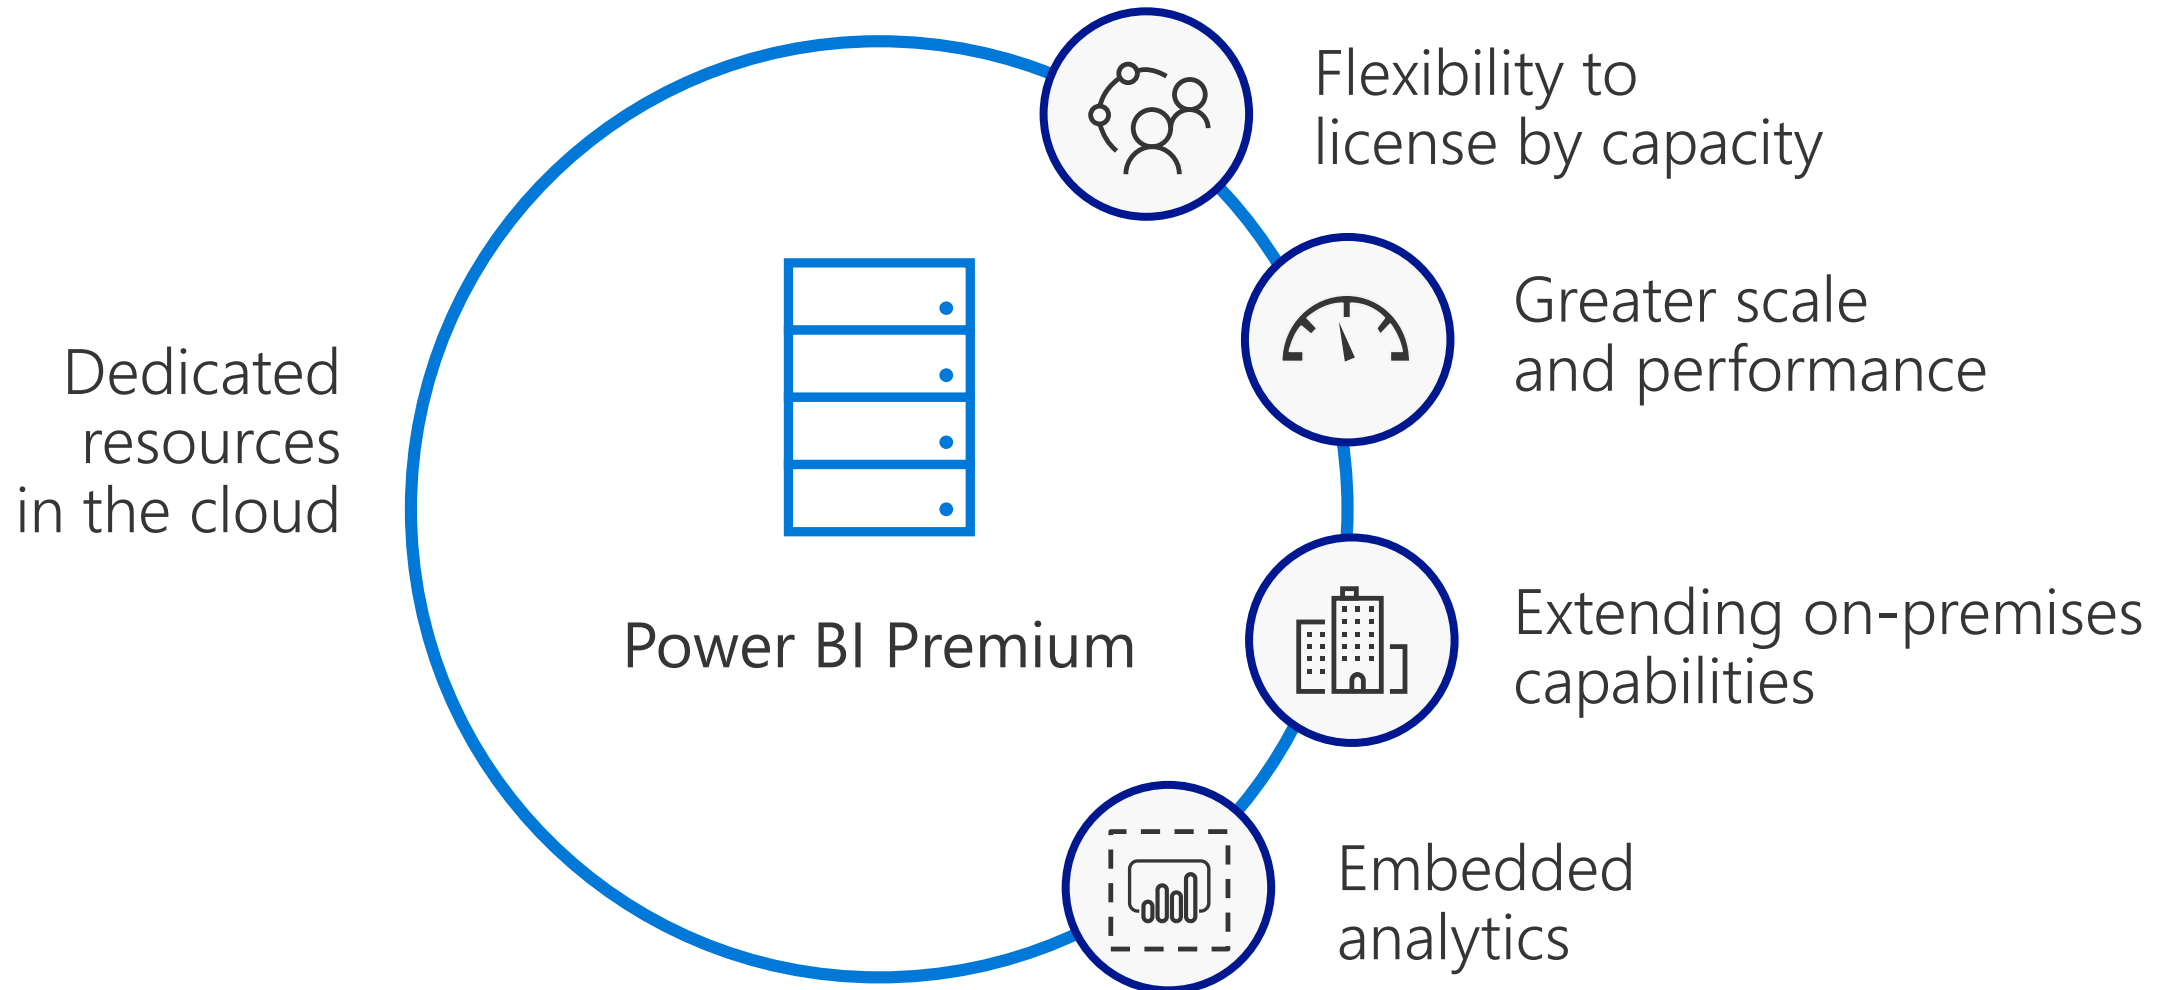 Dedicated
resources
in the cloud
Power BI Premium
Flexibility to
license by capacity
Greater scale
and performance
Extending on-premises
capabilities
Embedded
analytics